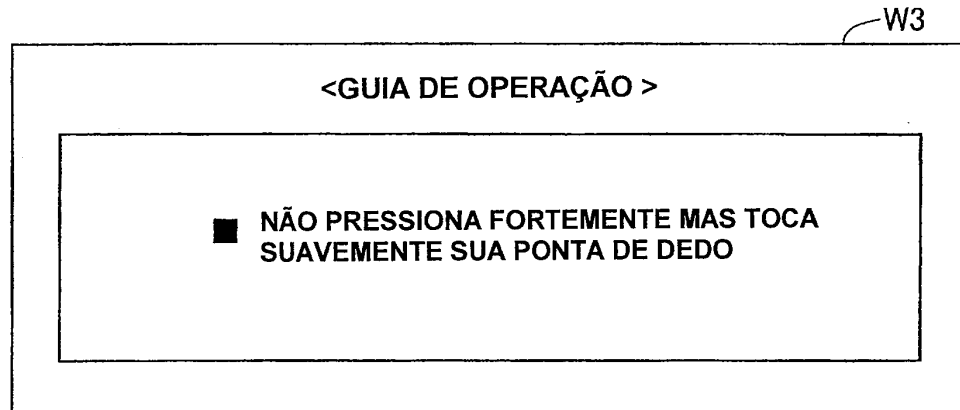 W3
<GUIA DE OPERAÇÃO >
■ NÃO PRESSIONA FORTEMENTE MAS TOCA
SUAVEMENTE SUA PONTA DE DEDO